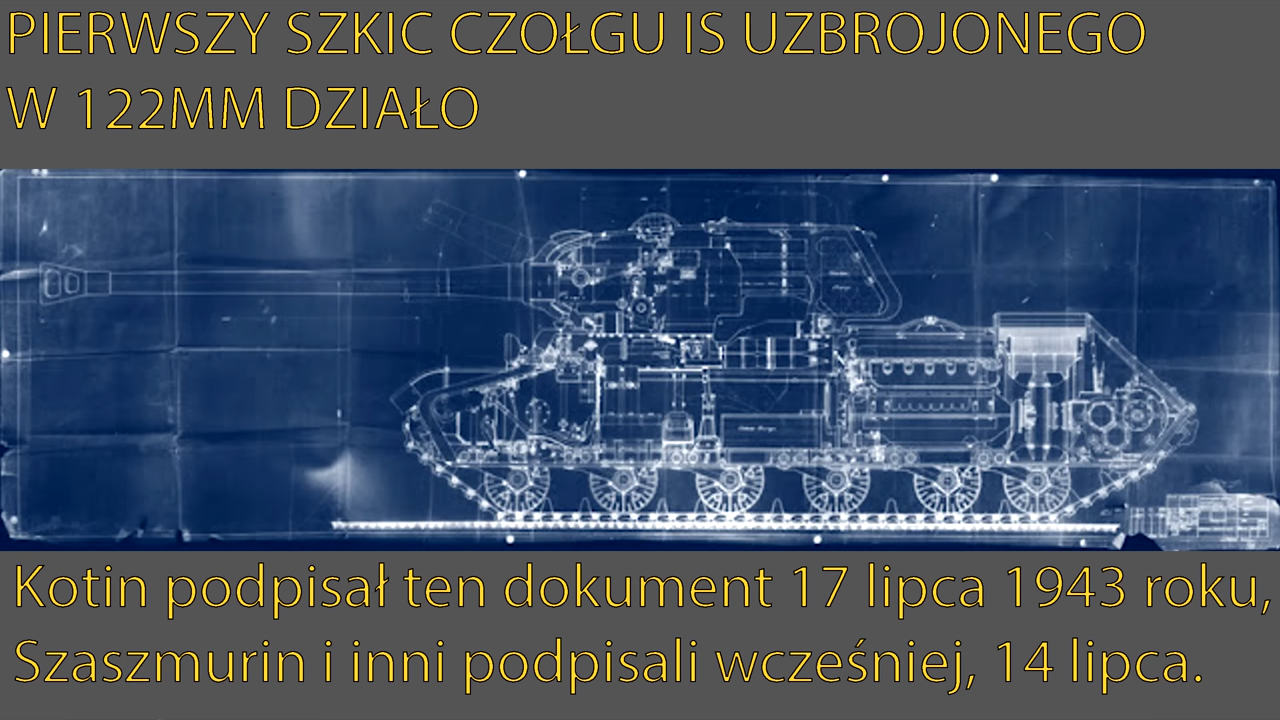 PIERWSZY SZKIC CZOŁGU IS UZBROJONEGO
W 122MM DZIAŁO
Kotin podpisał ten dokument 17 lipca 1943 roku,
Szaszmurin i inni podpisali wcześniej, 14 lipca.